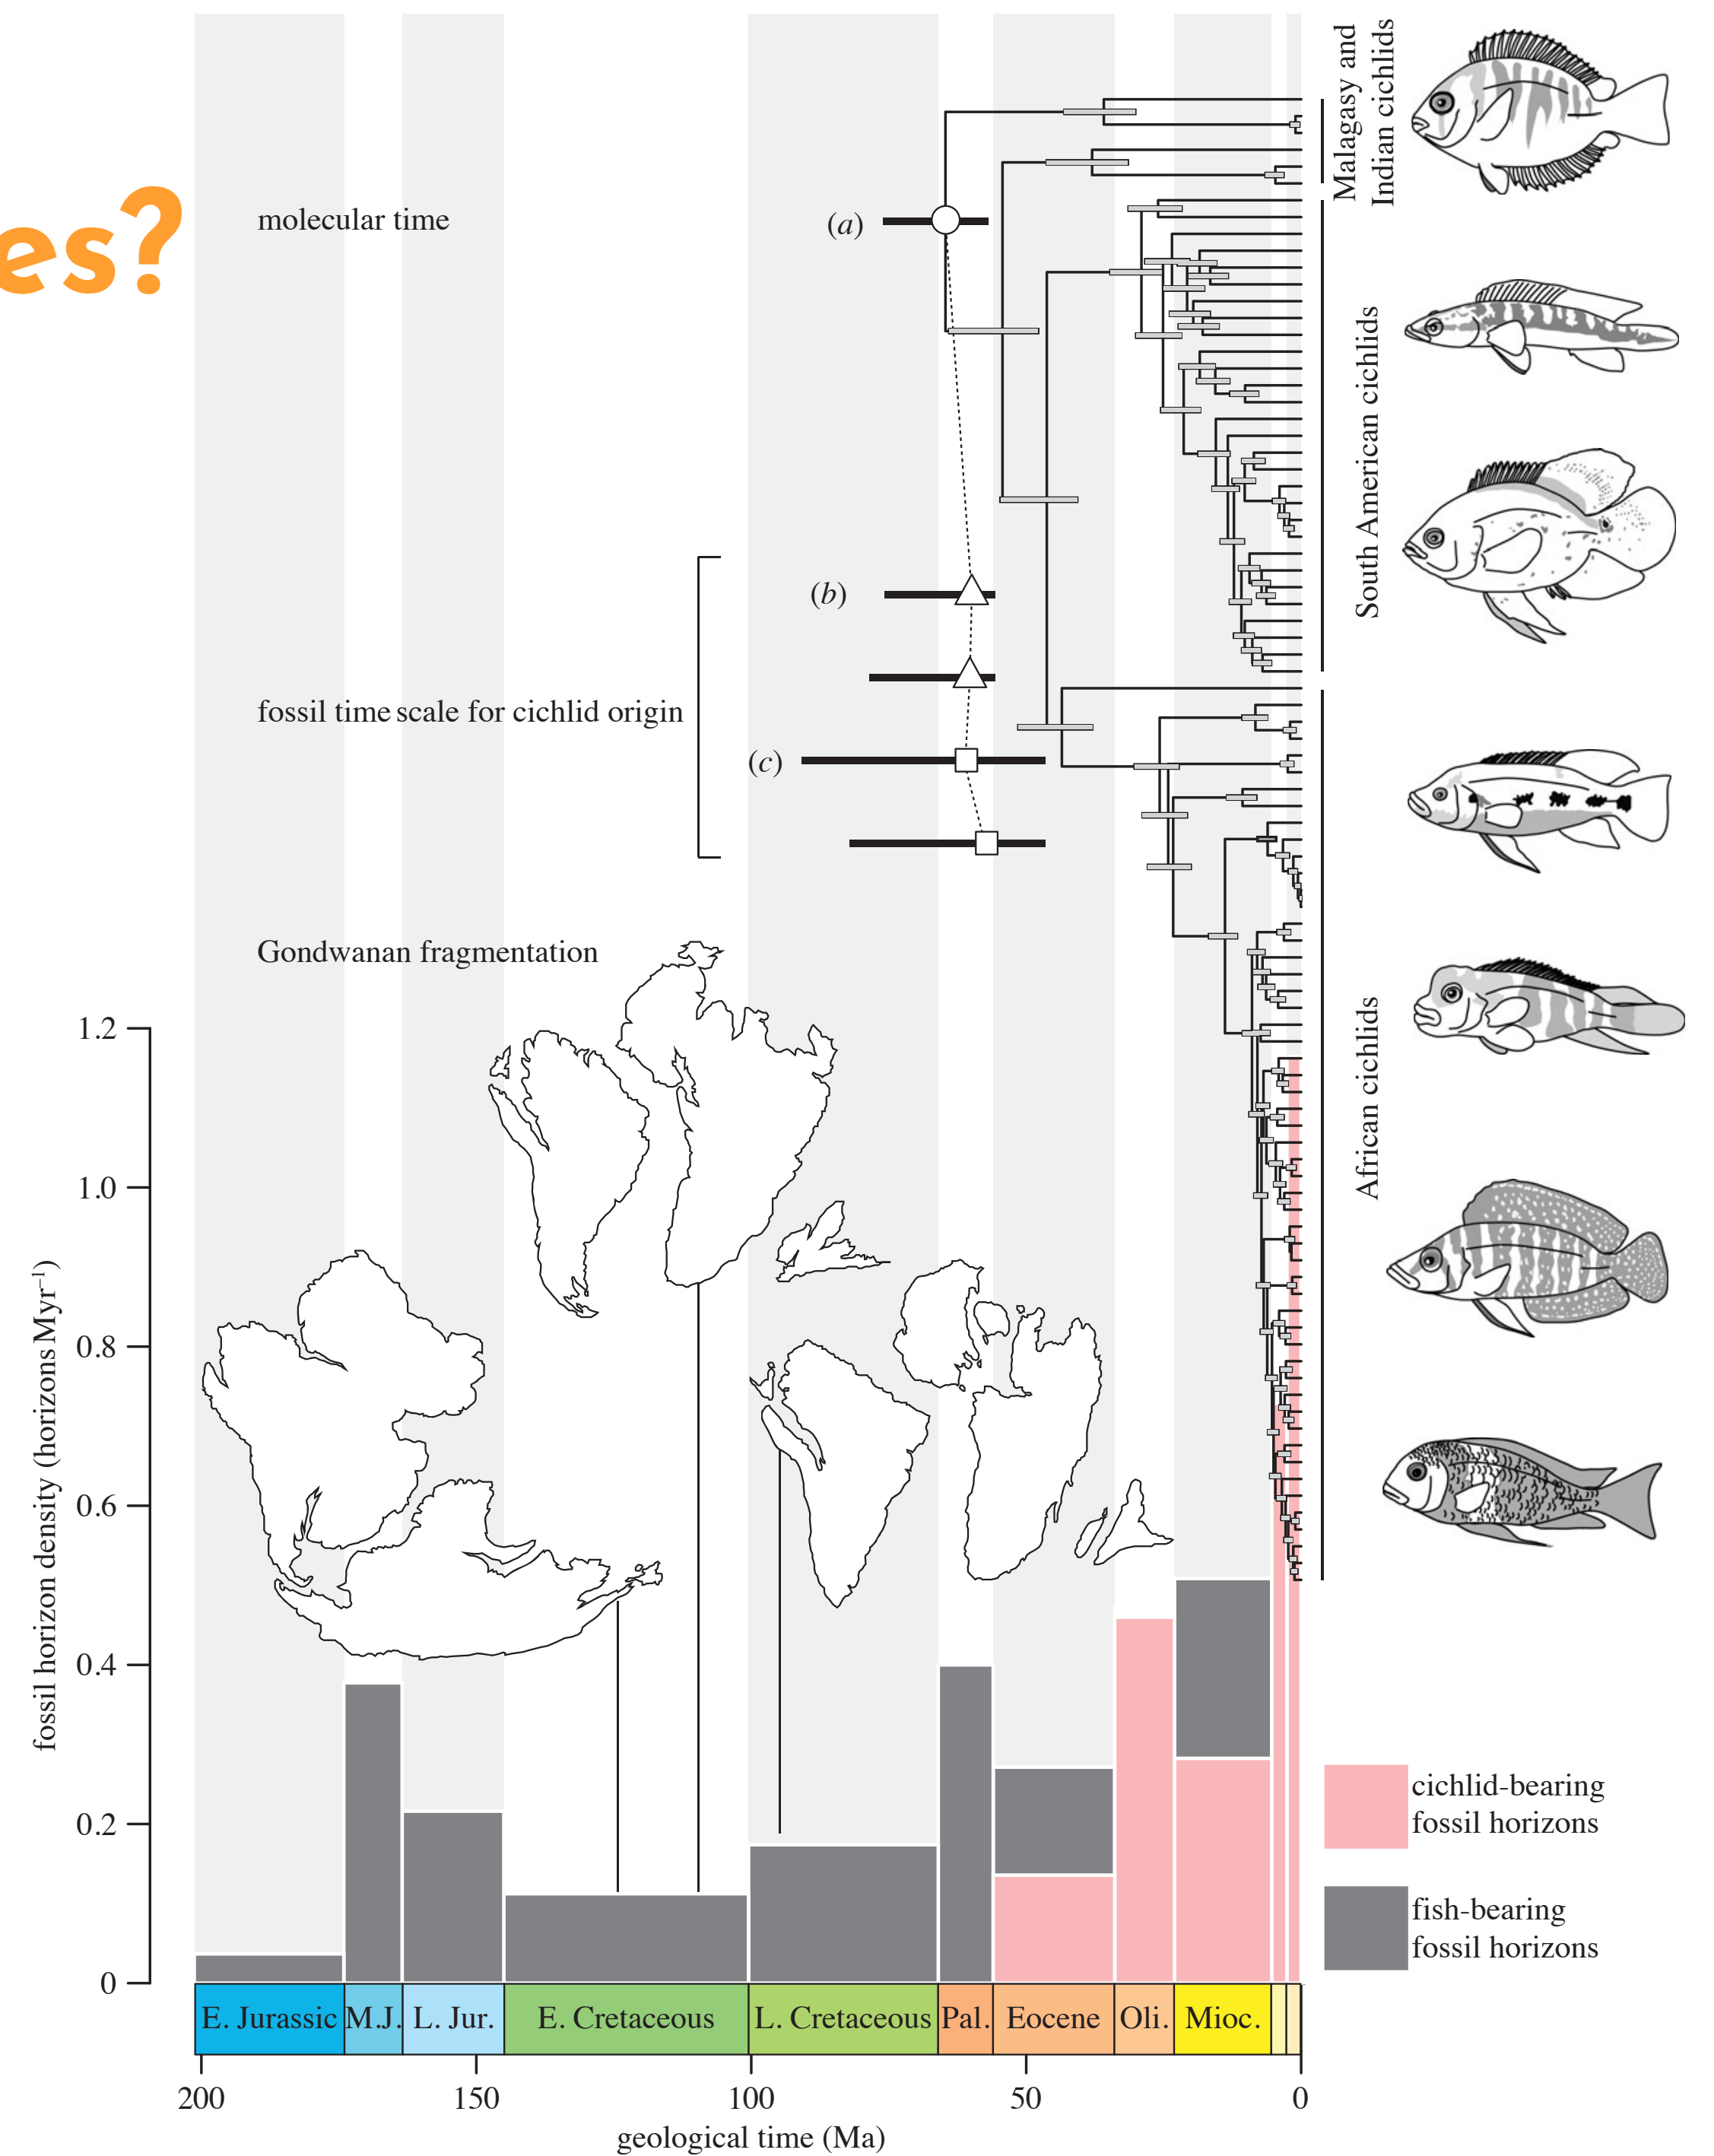 es?
molecular time
(a)
(b)
fossil time scale for cichlid origin
(c)
Gondwanan fragmentation
Malagasy and
Indian cichlids
South American cichlids
African cichlids
fossil horizon density (horizons Myr⁻¹)
1.2
1.0
0.8
0.6
0.4
0.2
0
cichlid-bearing
fossil horizons
fish-bearing
fossil horizons
E. Jurassic M.J. L. Jur. E. Cretaceous L. Cretaceous Pal. Eocene Oli. Mioc.
200 150 100 50 0
geological time (Ma)